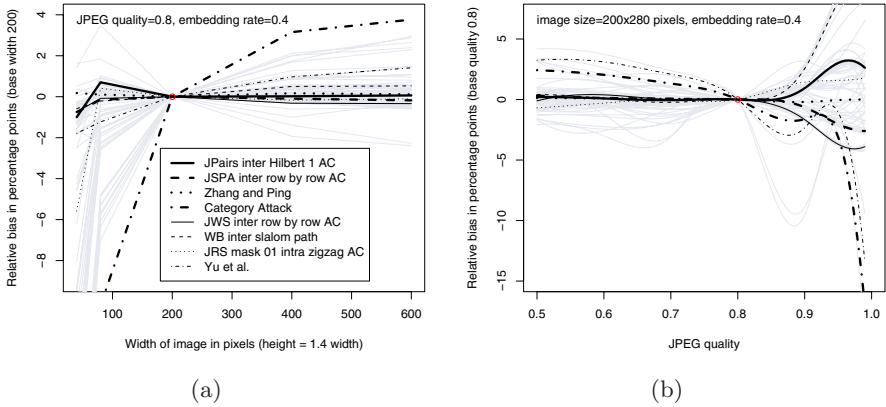 JPEG quality=0.8, embedding rate=0.4
Relative bias in percentage points (base width 200)
4
2
0
−2
−4
−6
−8
JPairs inter Hilbert 1 AC
JSPA inter row by row AC
Zhang and Ping
Category Attack
JWS inter row by row AC
WB inter slalom path
JRS mask 01 intra zigzag AC
Yu et al.
100 200 300 400 500 600
Width of image in pixels (height = 1.4 width)
(a)
image size=200x280 pixels, embedding rate=0.4
Relative bias in percentage points (base quality 0.8)
5
0
−5
−10
−15
0.5 0.6 0.7 0.8 0.9 1.0
JPEG quality
(b)